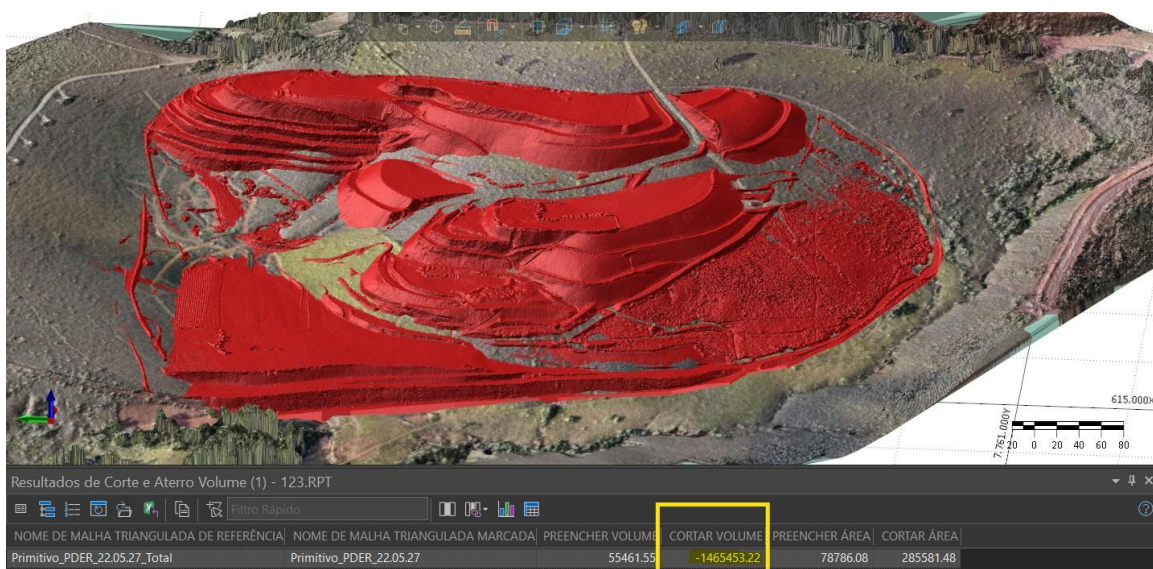 615.000X
7.761.000Y
20 0 20 40 60 80
Resultados de Corte e Aterro Volume (1) - 123.RPT
Filtro Rápido
NOME DE MALHA TRIANGULADA DE REFERÊNCIA NOME DE MALHA TRIANGULADA MARCADA PREENCHER VOLUME CORTAR VOLUME PREENCHER ÁREA CORTAR ÁREA
Primitivo_PDER_22.05.27_Total Primitivo_PDER_22.05.27 55461.55 -1465453.22 78786.08 285581.48